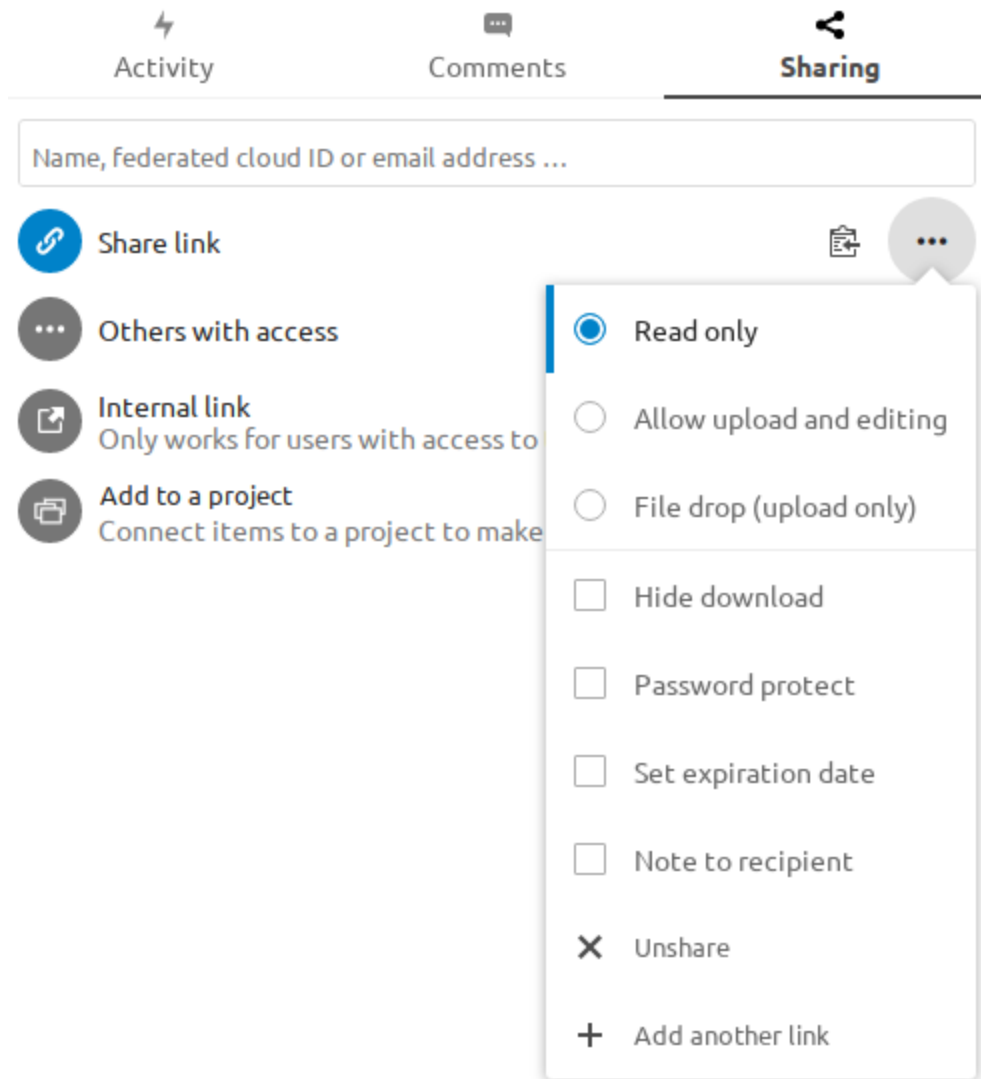 Activity
Comments
Sharing
Name, federated cloud ID or email address ...
Share link
Others with access
Internal link
Only works for users with access to
Add to a project
Connect items to a project to make
Read only
Allow upload and editing
File drop (upload only)
Hide download
Password protect
Set expiration date
Note to recipient
Unshare
Add another link